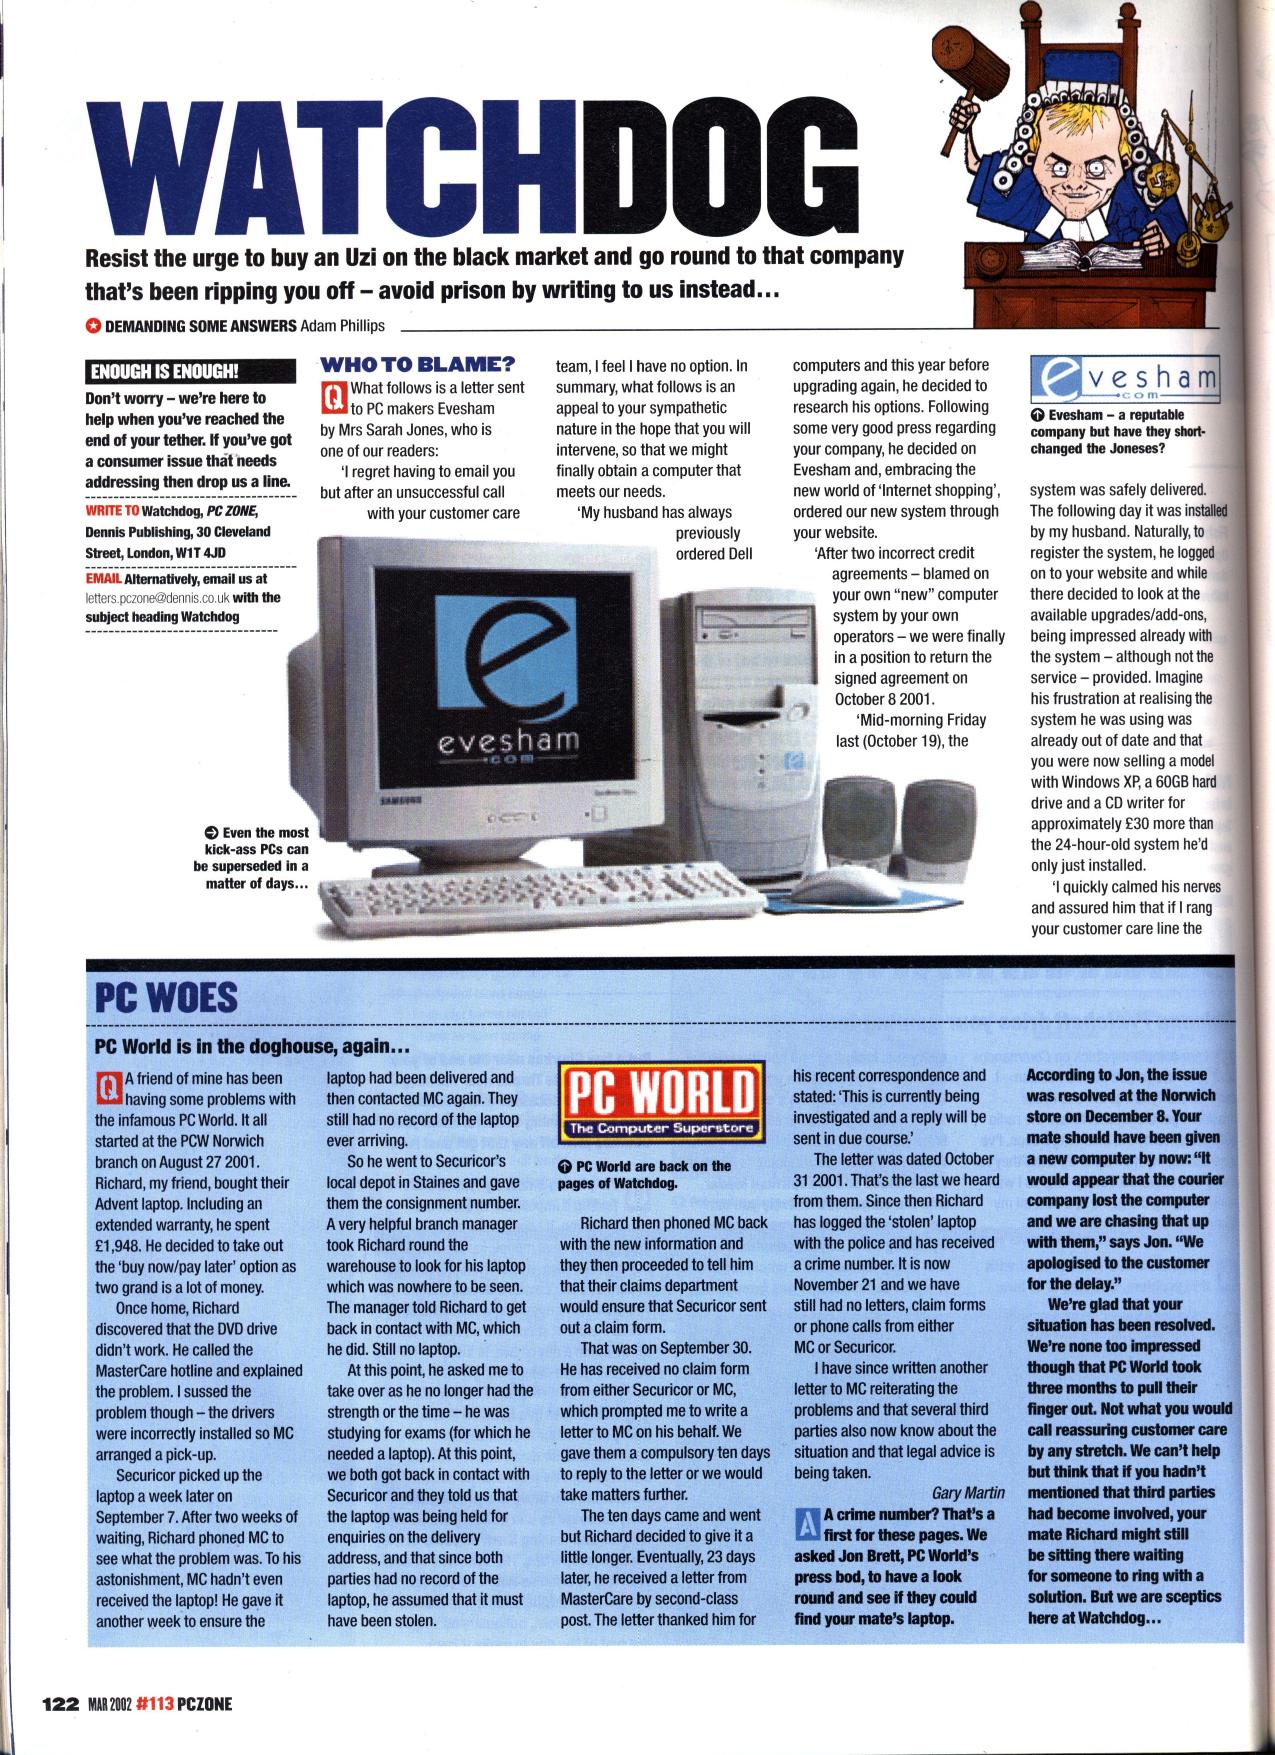 WATCHDOG
Resist the urge to buy an Uzi on the black market and go round to that company
that's been ripping you off – avoid prison by writing to us instead...
DEMANDING SOME ANSWERS Adam Phillips
ENOUGH IS ENOUGH!
Don't worry – we're here to
help when you've reached the
end of your tether. If you've got
a consumer issue that needs
addressing then drop us a line.
WRITE TO Watchdog, PC ZONE,
Dennis Publishing, 30 Cleveland
Street, London, W1T 4JD
EMAIL Alternatively, email us at
letters.pczone@dennis.co.uk with the
subject heading Watchdog
WHO TO BLAME?
Q What follows is a letter sent
to PC makers Evesham
by Mrs Sarah Jones, who is
one of our readers:
'I regret having to email you
but after an unsuccessful call
with your customer care
team, I feel I have no option. In
summary, what follows is an
appeal to your sympathetic
nature in the hope that you will
intervene, so that we might
finally obtain a computer that
meets our needs.
'My husband has always
previously
ordered Dell
computers and this year before
upgrading again, he decided to
research his options. Following
some very good press regarding
your company, he decided on
Evesham and, embracing the
new world of 'Internet shopping',
ordered our new system through
your website.
'After two incorrect credit
agreements – blamed on
your own "new" computer
system by your own
operators – we were finally
in a position to return the
signed agreement on
October 8 2001.
'Mid-morning Friday
last (October 19), the
evesham
com
Evesham – a reputable
company but have they short-
changed the Joneses?
system was safely delivered.
The following day it was installed
by my husband. Naturally, to
register the system, he logged
on to your website and while
there decided to look at the
available upgrades/add-ons,
being impressed already with
the system – although not the
service – provided. Imagine
his frustration at realising the
system he was using was
already out of date and that
you were now selling a model
with Windows XP, a 60GB hard
drive and a CD writer for
approximately £30 more than
the 24-hour-old system he'd
only just installed.
'I quickly calmed his nerves
and assured him that if I rang
your customer care line the
e
evesham
com
SAMSUNG
e
Even the most
kick-ass PCs can
be superseded in a
matter of days...
PC WOES
PC World is in the doghouse, again...
Q A friend of mine has been
having some problems with
the infamous PC World. It all
started at the PCW Norwich
branch on August 27 2001.
Richard, my friend, bought their
Advent laptop. Including an
extended warranty, he spent
£1,948. He decided to take out
the 'buy now/pay later' option as
two grand is a lot of money.
Once home, Richard
discovered that the DVD drive
didn't work. He called the
MasterCare hotline and explained
the problem. I sussed the
problem though – the drivers
were incorrectly installed so MC
arranged a pick-up.
Securicor picked up the
laptop a week later on
September 7. After two weeks of
waiting, Richard phoned MC to
see what the problem was. To his
astonishment, MC hadn't even
received the laptop! He gave it
another week to ensure the
laptop had been delivered and
then contacted MC again. They
still had no record of the laptop
ever arriving.
So he went to Securicor's
local depot in Staines and gave
them the consignment number.
A very helpful branch manager
took Richard round the
warehouse to look for his laptop
which was nowhere to be seen.
The manager told Richard to get
back in contact with MC, which
he did. Still no laptop.
At this point, he asked me to
take over as he no longer had the
strength or the time – he was
studying for exams (for which he
needed a laptop). At this point,
we both got back in contact with
Securicor and they told us that
the laptop was being held for
enquiries on the delivery
address, and that since both
parties had no record of the
laptop, he assumed that it must
have been stolen.
PC WORLD
The Computer Superstore
PC World are back on the
pages of Watchdog.
Richard then phoned MC back
with the new information and
they then proceeded to tell him
that their claims department
would ensure that Securicor sent
out a claim form.
That was on September 30.
He has received no claim form
from either Securicor or MC,
which prompted me to write a
letter to MC on his behalf. We
gave them a compulsory ten days
to reply to the letter or we would
take matters further.
The ten days came and went
but Richard decided to give it a
little longer. Eventually, 23 days
later, he received a letter from
MasterCare by second-class
post. The letter thanked him for
his recent correspondence and
stated: 'This is currently being
investigated and a reply will be
sent in due course.'
The letter was dated October
31 2001. That's the last we heard
from them. Since then Richard
has logged the 'stolen' laptop
with the police and has received
a crime number. It is now
November 21 and we have
still had no letters, claim forms
or phone calls from either
MC or Securicor.
I have since written another
letter to MC reiterating the
problems and that several third
parties also now know about the
situation and that legal advice is
being taken.
Gary Martin
A A crime number? That's a
first for these pages. We
asked Jon Brett, PC World's
press bod, to have a look
round and see if they could
find your mate's laptop.
According to Jon, the issue
was resolved at the Norwich
store on December 8. Your
mate should have been given
a new computer by now: "It
would appear that the courier
company lost the computer
and we are chasing that up
with them," says Jon. "We
apologised to the customer
for the delay."
We're glad that your
situation has been resolved.
We're none too impressed
though that PC World took
three months to pull their
finger out. Not what you would
call reassuring customer care
by any stretch. We can't help
but think that if you hadn't
mentioned that third parties
had become involved, your
mate Richard might still
be sitting there waiting
for someone to ring with a
solution. But we are sceptics
here at Watchdog...
122 MAR 2002 #113 PCZONE